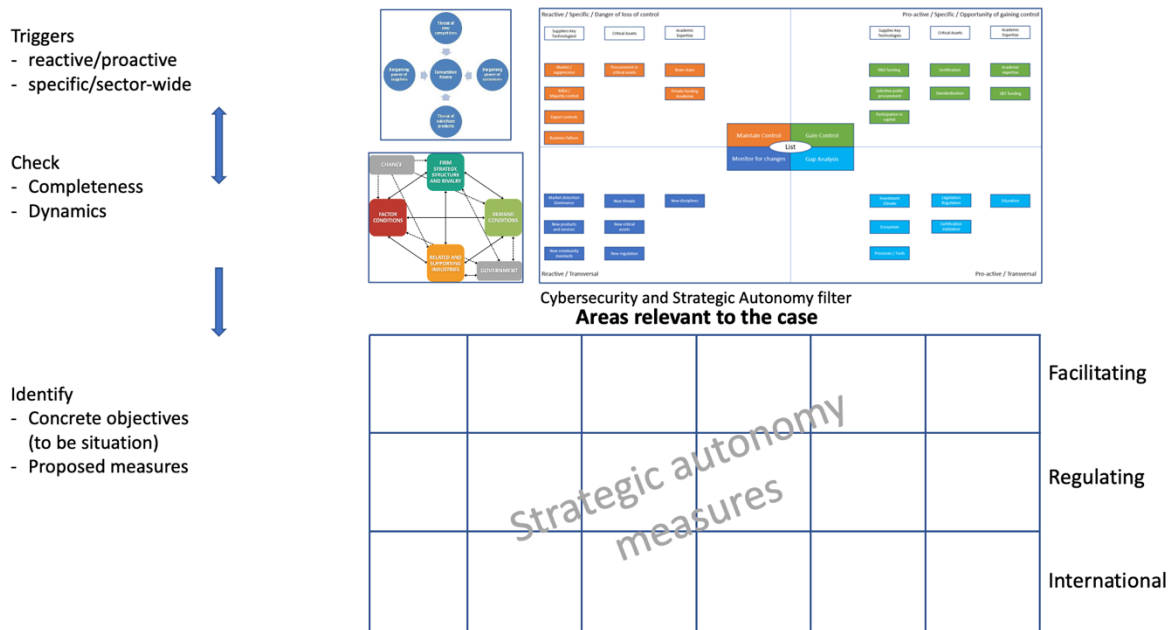 Triggers
- reactive/proactive
- specific/sector-wide
Check
- Completeness
- Dynamics
Identify
- Concrete objectives
(to be situation)
- Proposed measures
Threat of
new
competitors
Bargaining
power of
suppliers
Competitive
Rivalry
Bargaining
power of
customers
Threat of
substitute
products
CHANCE
FIRM
STRATEGY,
STRUCTURE
AND RIVALRY
FACTOR
CONDITIONS
DEMAND
CONDITIONS
RELATED AND
SUPPORTING
INDUSTRIES
GOVERNMENT
Reactive / Specific / Danger of loss of control
Pro-active / Specific / Opportunity of gaining control
Suppliers Key
Technologies
Critical Assets
Academic
Expertise
Supplies Key
Technologies
Critical Assets
Academic
Expertise
Brain drain
Private funding
Export controls
Business Failure
R&D funding
Certification
Academic
expertise
Selective public
procurement
Standardisation
Participation in
capital
Maintain Control
Gain Control
List
Monitor for changes
Gap Analysis
Market distortion
New threats
New disciplines
New products
and services
New critical
assets
New community
standards
New regulation
Investment
threats
Legislation
Regulation
Education
Ecosystem
Certification
Validation
Processes / Tools
Reactive / Transversal
Pro-active / Transversal
Cybersecurity and Strategic Autonomy filter
Areas relevant to the case
Facilitating
Regulating
International
Strategic autonomy
measures